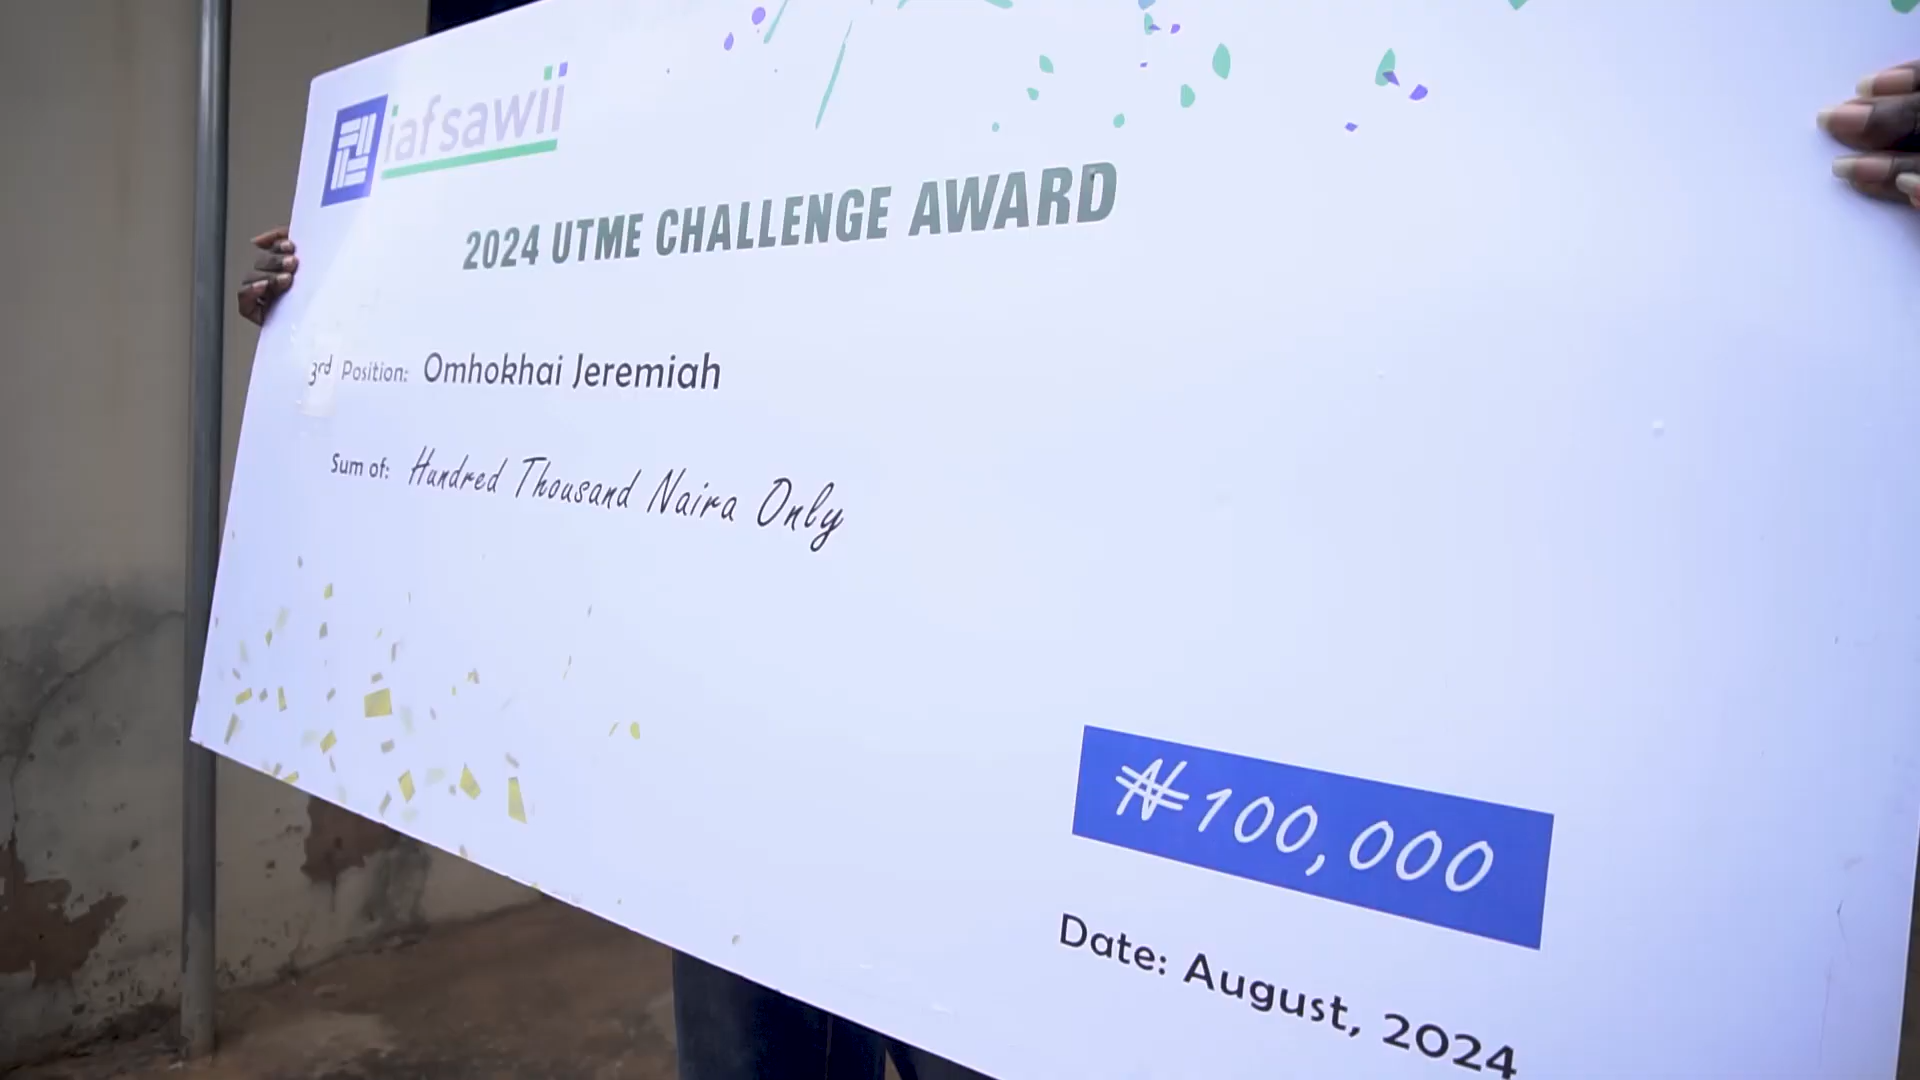 iafsawii
2024 UTME CHALLENGE AWARD
3rd Position: Omhokhai Jeremiah
Sum of: Hundred Thousand Naira Only
₦100,000
Date: August, 2024